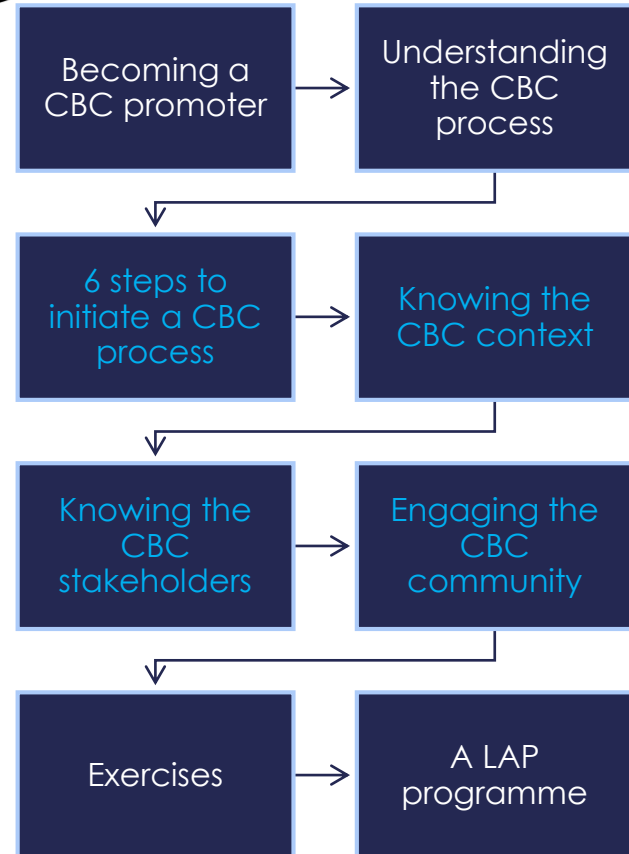 Becoming a
CBC promoter
Understanding
the CBC
process
6 steps to
initiate a CBC
process
Knowing the
CBC context
Knowing the
CBC
stakeholders
Engaging the
CBC
community
Exercises
A LAP
programme